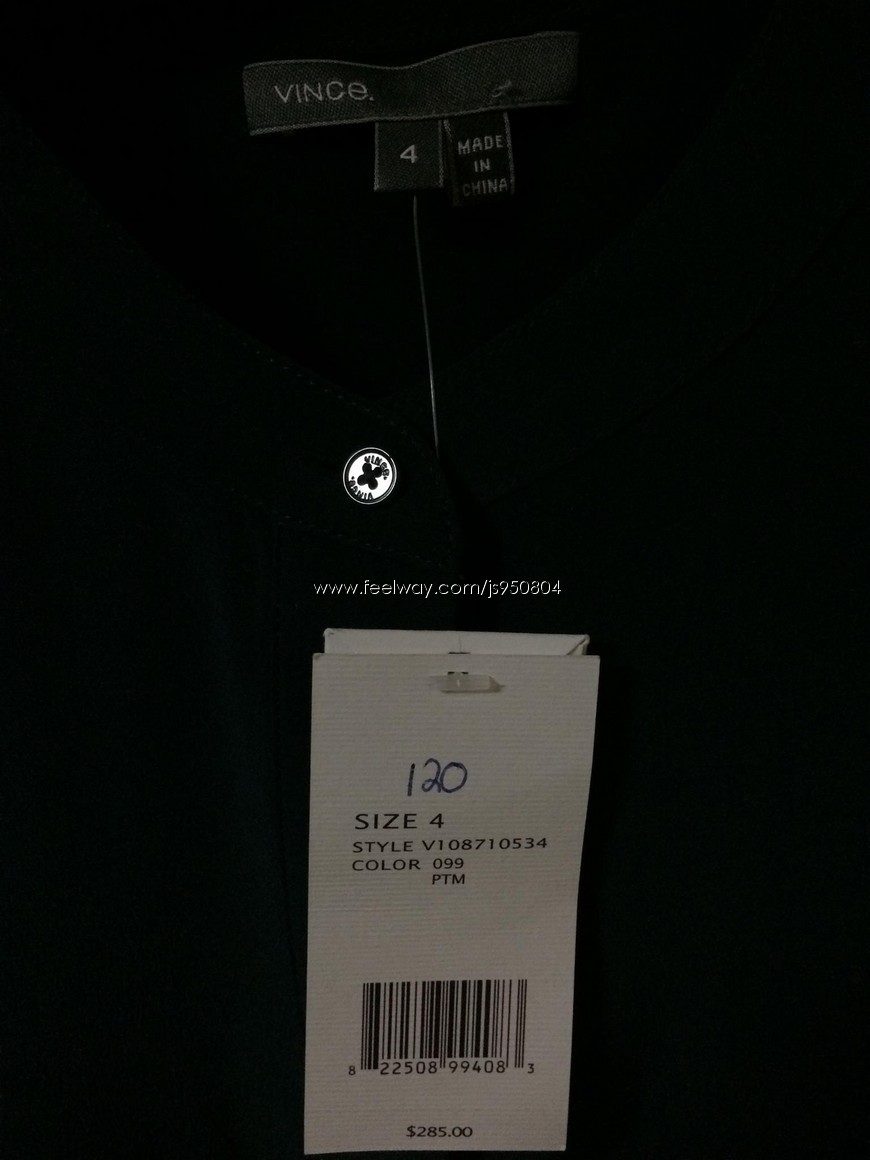 VINCe.
4
MADE
IN
CHINA
VINCE
www.feelway.com/js950804
120
SIZE 4
STYLE V108710534
COLOR 099
PTM
8 22508 99408 3
$285.00